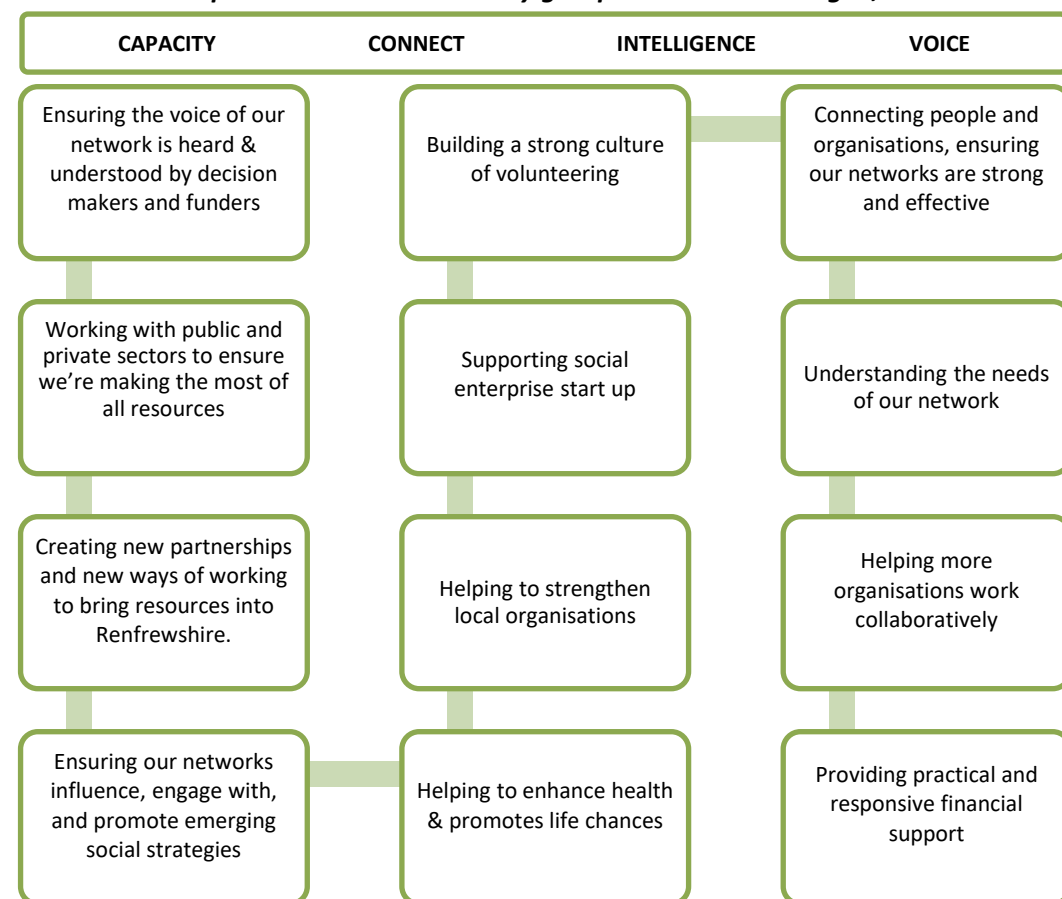 CAPACITY CONNECT INTELLIGENCE VOICE
Ensuring the voice of our
network is heard &
understood by decision
makers and funders
Working with public and
private sectors to ensure
we’re making the most of
all resources
Creating new partnerships
and new ways of working
to bring resources into
Renfrewshire.
Ensuring our networks
influence, engage with,
and promote emerging
social strategies
Helping to enhance health
& promotes life chances
Helping to strengthen
local organisations
Supporting social
enterprise start up
Building a strong culture
of volunteering
Connecting people and
organisations, ensuring
our networks are strong
and effective
Understanding the needs
of our network
Helping more
organisations work
collaboratively
Providing practical and
responsive financial
support